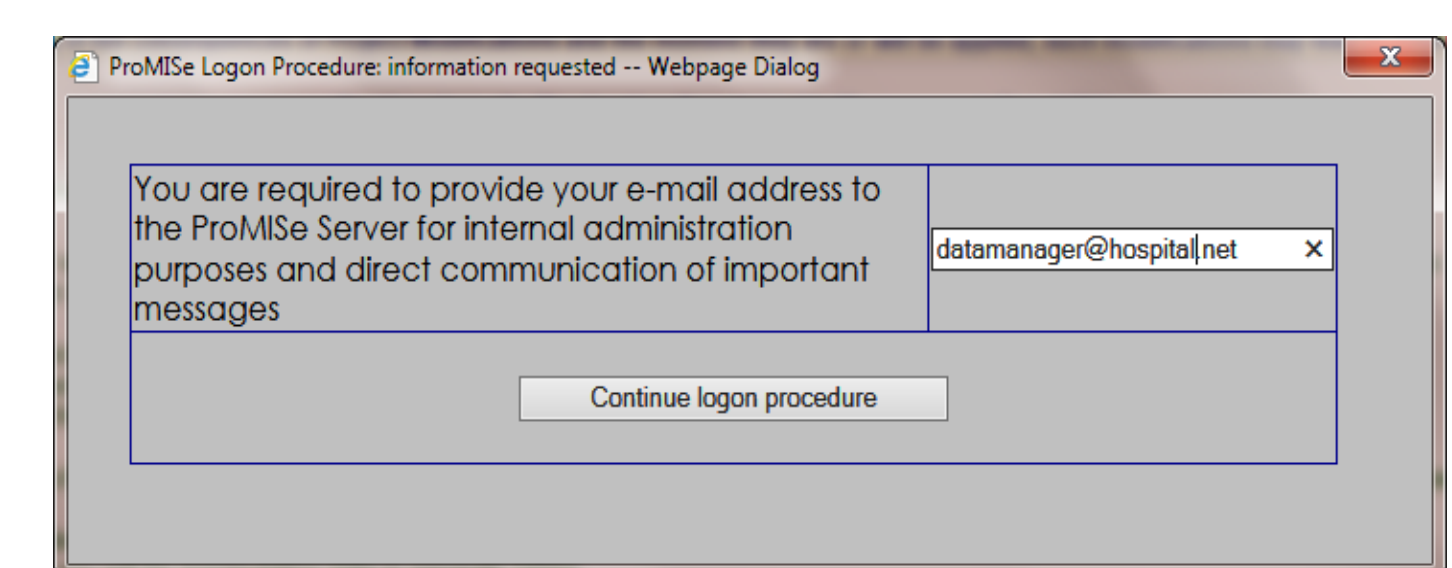 ProMISe Logon Procedure: information requested -- Webpage Dialog
You are required to provide your e-mail address to
the ProMISe Server for internal administration
purposes and direct communication of important
messages
datamanager@hospital.net
Continue logon procedure